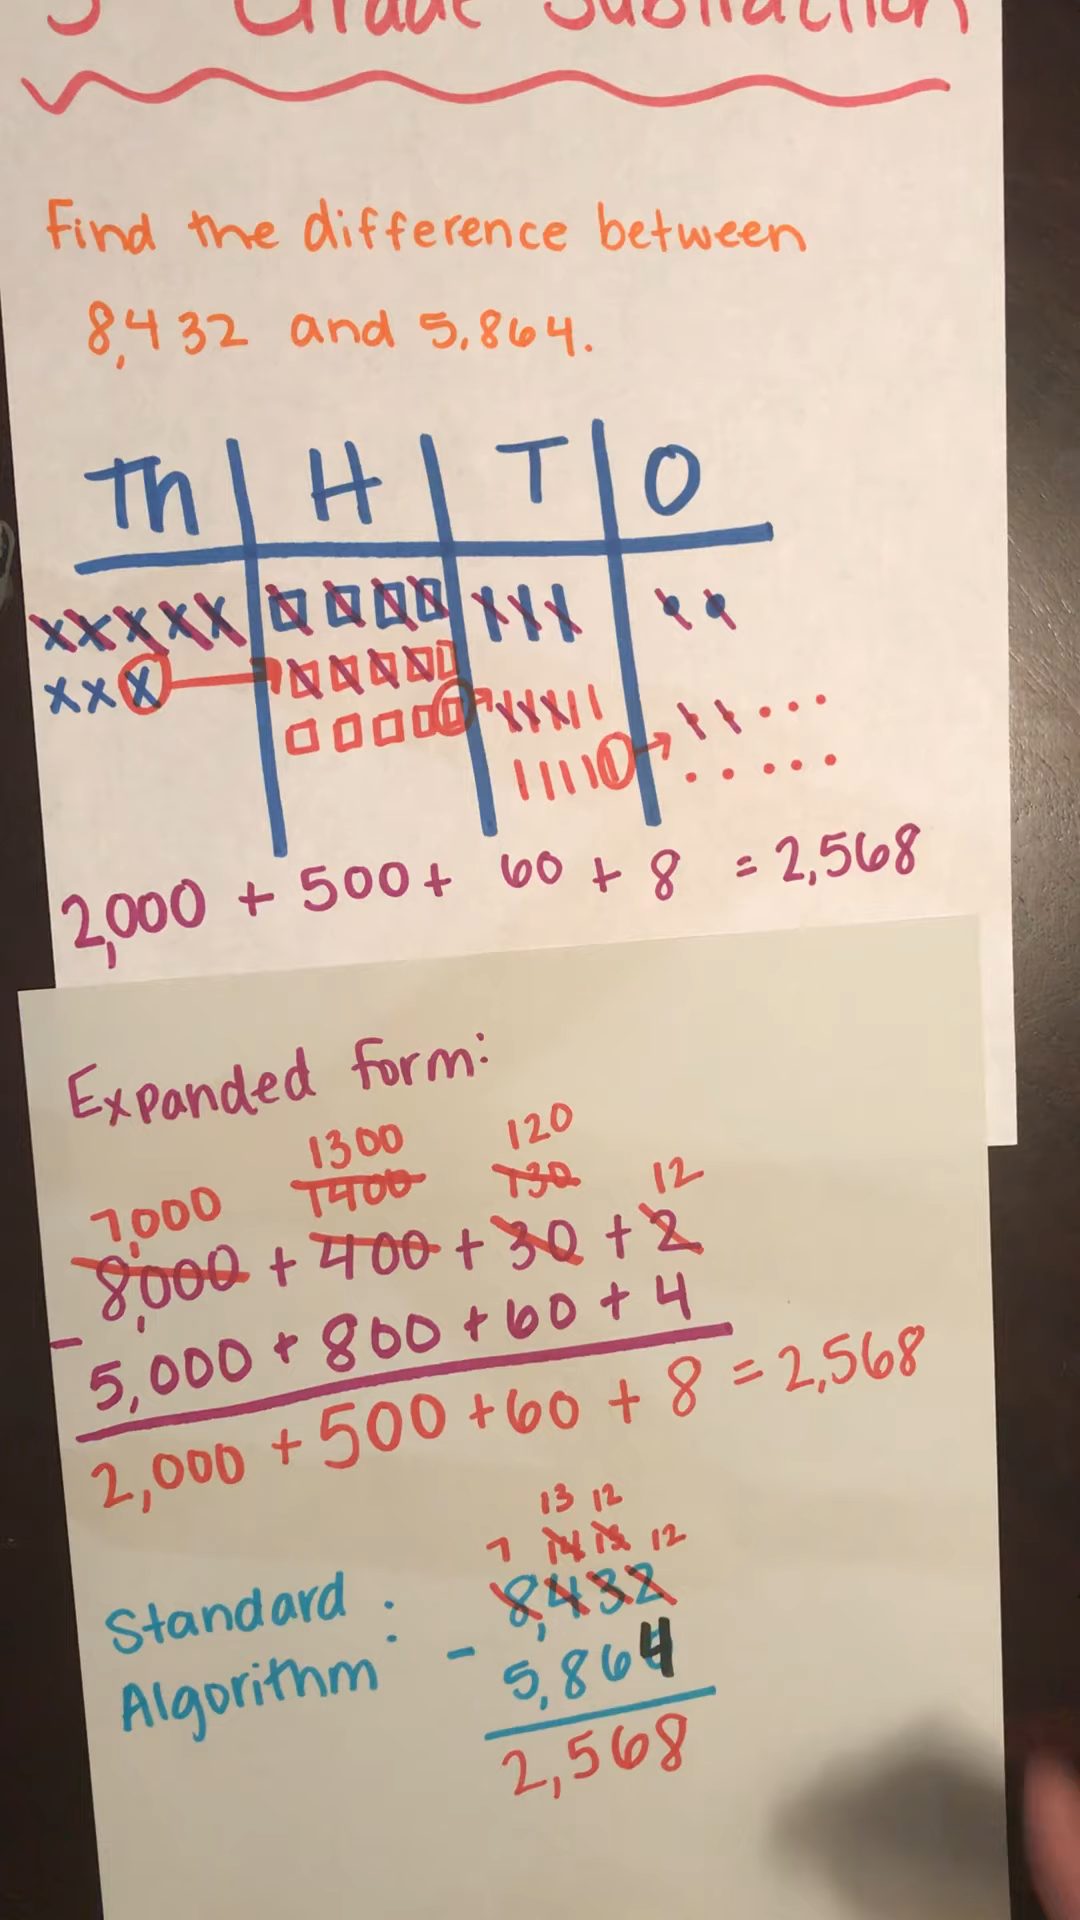 Grade Subtraction
Find the difference between
8,432 and 5,864.
Th H T O
2,000 + 500 + 60 + 8 = 2,568
Expanded form:
1300 120
7,000 1400 130 12
8,000 + 400 + 30 + 2
- 5,000 + 800 + 60 + 4
2,000 + 500 + 60 + 8 = 2,568
13 12
7 14 13 12
Standard : 8,432
Algorithm - 5,864
2,568